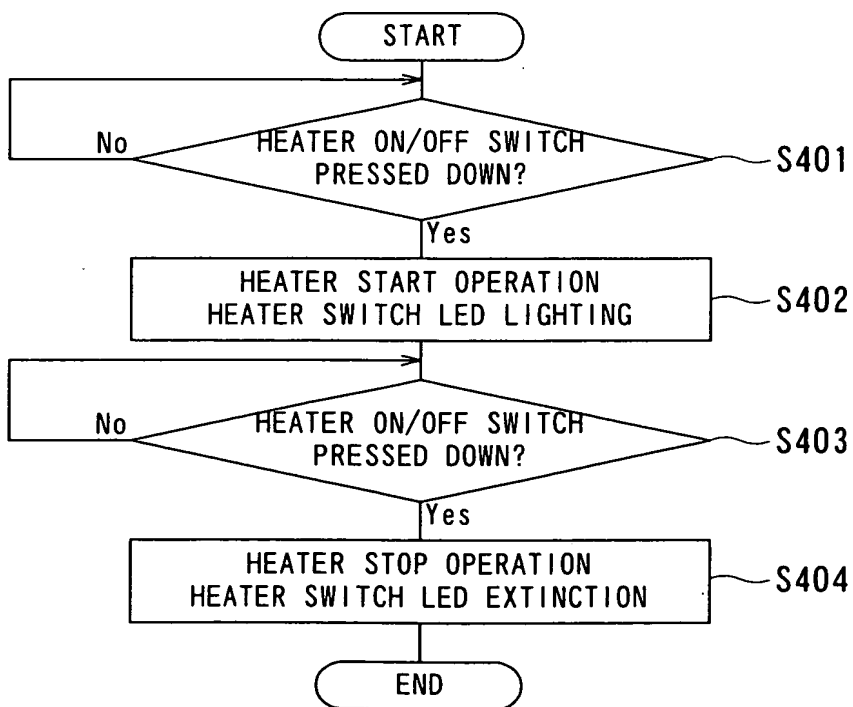 START
No
HEATER ON/OFF SWITCH
PRESSED DOWN?
S401
Yes
HEATER START OPERATION
HEATER SWITCH LED LIGHTING
S402
No
HEATER ON/OFF SWITCH
PRESSED DOWN?
S403
Yes
HEATER STOP OPERATION
HEATER SWITCH LED EXTINCTION
S404
END